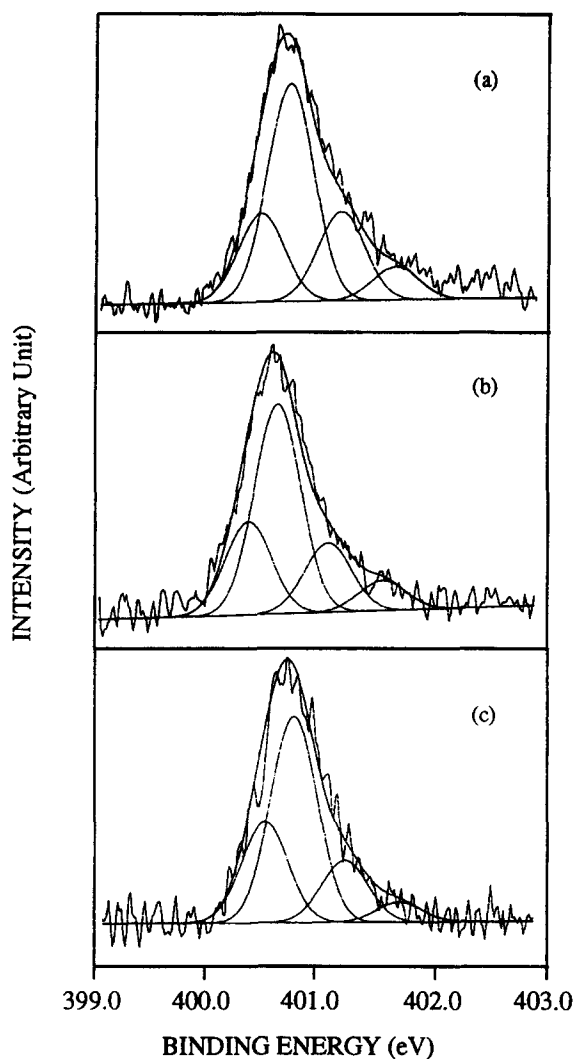 (a)
(b)
(c)
INTENSITY (Arbitrary Unit)
399.0 400.0 401.0 402.0 403.0
BINDING ENERGY (eV)